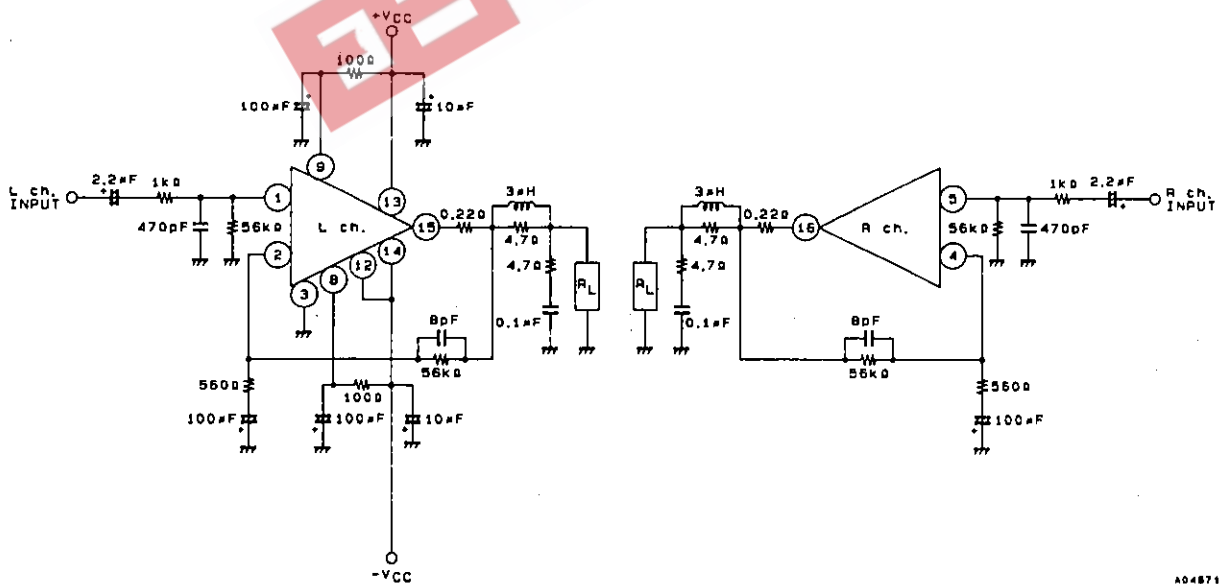 +VCC
100Ω
100µF
+
+
10µF
9
L ch.
INPUT
2.2µF
+
1kΩ
1
470pF
56kΩ
2
L ch.
13
15
14
12
8
3
0.22Ω
3µH
4.7Ω
4.7Ω
0.1µF
RL
8pF
56kΩ
560Ω
100µF
+
+
100µF
100Ω
+
10µF
-VCC
3µH
0.22Ω
4.7Ω
4.7Ω
RL
0.1µF
16
R ch.
5
4
56kΩ
470pF
1kΩ
2.2µF
+
R ch.
INPUT
8pF
56kΩ
560Ω
+
100µF
A04571